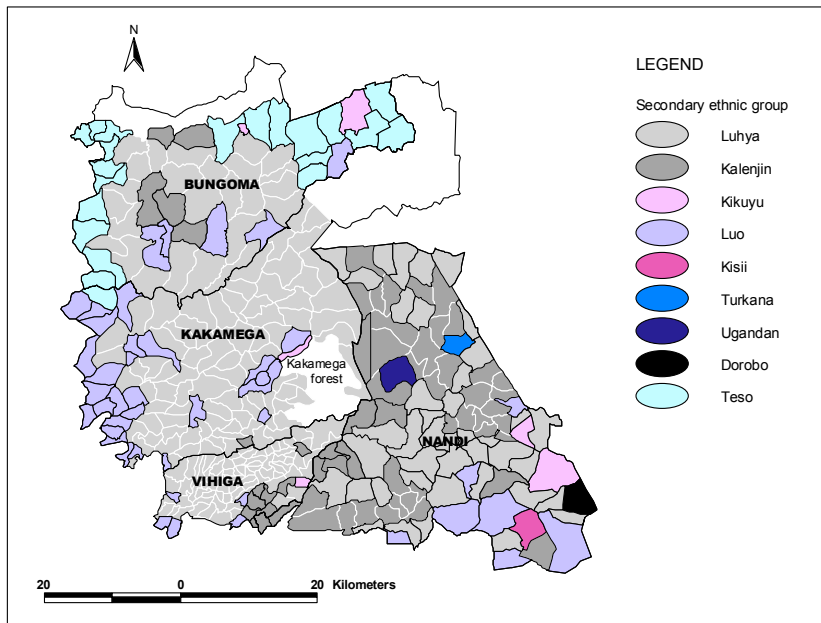 N
LEGEND
Secondary ethnic group
Luhya
Kalenjin
Kikuyu
Luo
Kisii
Turkana
Ugandan
Dorobo
Teso
BUNGOMA
KAKAMEGA
Kakamega
forest
NANDI
VIHIGA
20 0 20 Kilometers